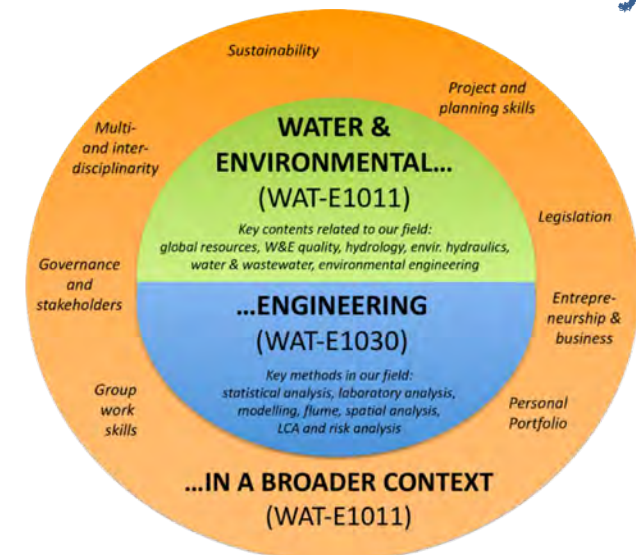 Sustainability
Project and
planning skills
Multi-
and inter-
disciplinarity
WATER &
ENVIRONMENTAL...
(WAT-E1011)
Key contents related to our field:
global resources, W&E quality, hydrology, envir. hydraulics,
water & wastewater, environmental engineering
Legislation
Governance
and
stakeholders
...ENGINEERING
(WAT-E1030)
Key methods in our field:
statistical analysis, laboratory analysis,
modelling, flume, spatial analysis,
LCA and risk analysis
Entrepre-
neurship &
business
Group
work
skills
Personal
Portfolio
...IN A BROADER CONTEXT
(WAT-E1011)